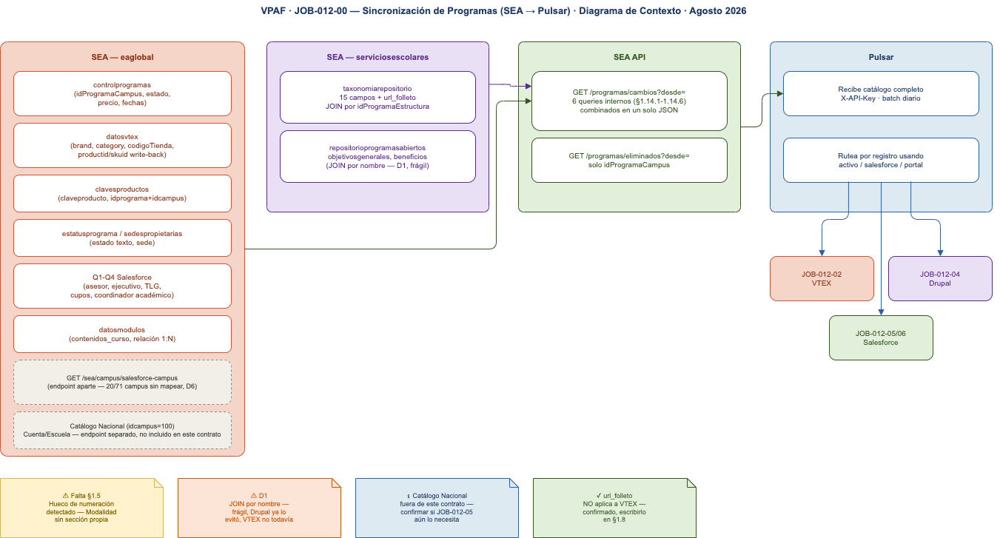 VPAF · JOB-012-00 — Sincronización de Programas (SEA → Pulsar) · Diagrama de Contexto · Agosto 2026
SEA — eaglobal
controlprogramas
(idProgramaCampus, estado,
precio, fechas)
datosvtex
(brand, category, codigoTienda,
productid/skuid write-back)
clavesproductos
(claveproducto, idprograma+idcampus)
estatusprograma / sedespropietarias
(estado texto, sede)
Q1-Q4 Salesforce
(asesor, ejecutivo, TLG,
cupos, coordinador académico)
datosmodulos
(contenidos_curso, relación 1:N)
GET /sea/campus/salesforce-campus
(endpoint aparte — 20/71 campus sin mapear, D6)
Catálogo Nacional (idcampus=100)
Cuenta/Escuela — endpoint separado, no incluido en este contrato
SEA — serviciosescolares
taxonomiarepositorio
15 campos + url_folleto
JOIN por idProgramaEstructura
repositorioprogramasabiertos
objetivosgenerales, beneficios
(JOIN por nombre — D1, frágil)
SEA API
GET /programas/cambios?desde=
6 queries internos (§1.14.1-1.14.6)
combinados en un solo JSON
GET /programas/eliminados?desde=
solo idProgramaCampus
Pulsar
Recibe catálogo completo
X-API-Key · batch diario
Rutea por registro usando
activo / salesforce / portal
JOB-012-02
VTEX
JOB-012-04
Drupal
JOB-012-05/06
Salesforce
⚠ Falta §1.5
Hueco de numeración
detectado — Modalidad
sin sección propia
⚠ D1
JOIN por nombre —
frágil, Drupal ya lo
evitó, VTEX no todavía
ℹ Catálogo Nacional
fuera de este contrato —
confirmar si JOB-012-05
aún lo necesita
✓ url_folleto
NO aplica a VTEX —
confirmado, escribirlo
en §1.8